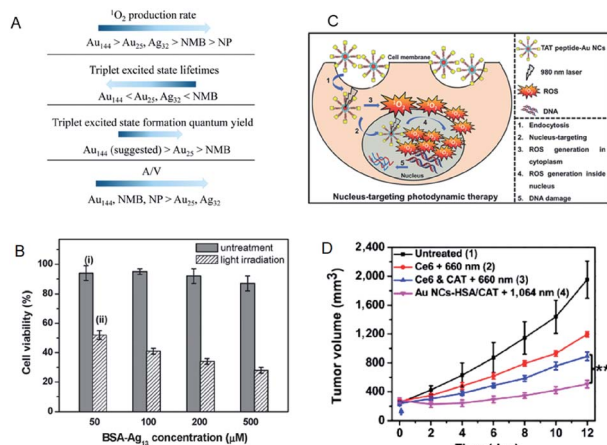 A
¹O₂ production rate
Au₁₄₄ > Au₂₅, Ag₃₂ > NMB > NP
Triplet excited state lifetimes
Au₁₄₄ < Au₂₅, Ag₃₂ < NMB
Triplet excited state formation quantum yield
Au₁₄₄ (suggested) > Au₂₅ > NMB
A/V
Au₁₄₄, NMB, NP > Au₂₅, Ag₃₂
C
Cell membrane
1
2
3
4
5
Nucleus
Nucleus-targeting photodynamic therapy
TAT peptide-Au NCs
980 nm laser
ROS
DNA
1. Endocytosis
2. Nucleus-targeting
3. ROS generation in
cytoplasm
4. ROS generation inside
nucleus
5. DNA damage
B
untreatment
light irradiation
(i)
(ii)
Cell viability (%)
100
80
60
40
20
0
50
100
200
500
BSA-Ag₁₃ concentration (µM)
D
Untreated (1)
Ce6 + 660 nm (2)
Ce6 & CAT + 660 nm (3)
Au NCs-HSA/CAT + 1,064 nm (4)
Tumor volume (mm³)
2,400
2,000
1,600
1,200
800
400
0
0 2 4 6 8 10 12
**